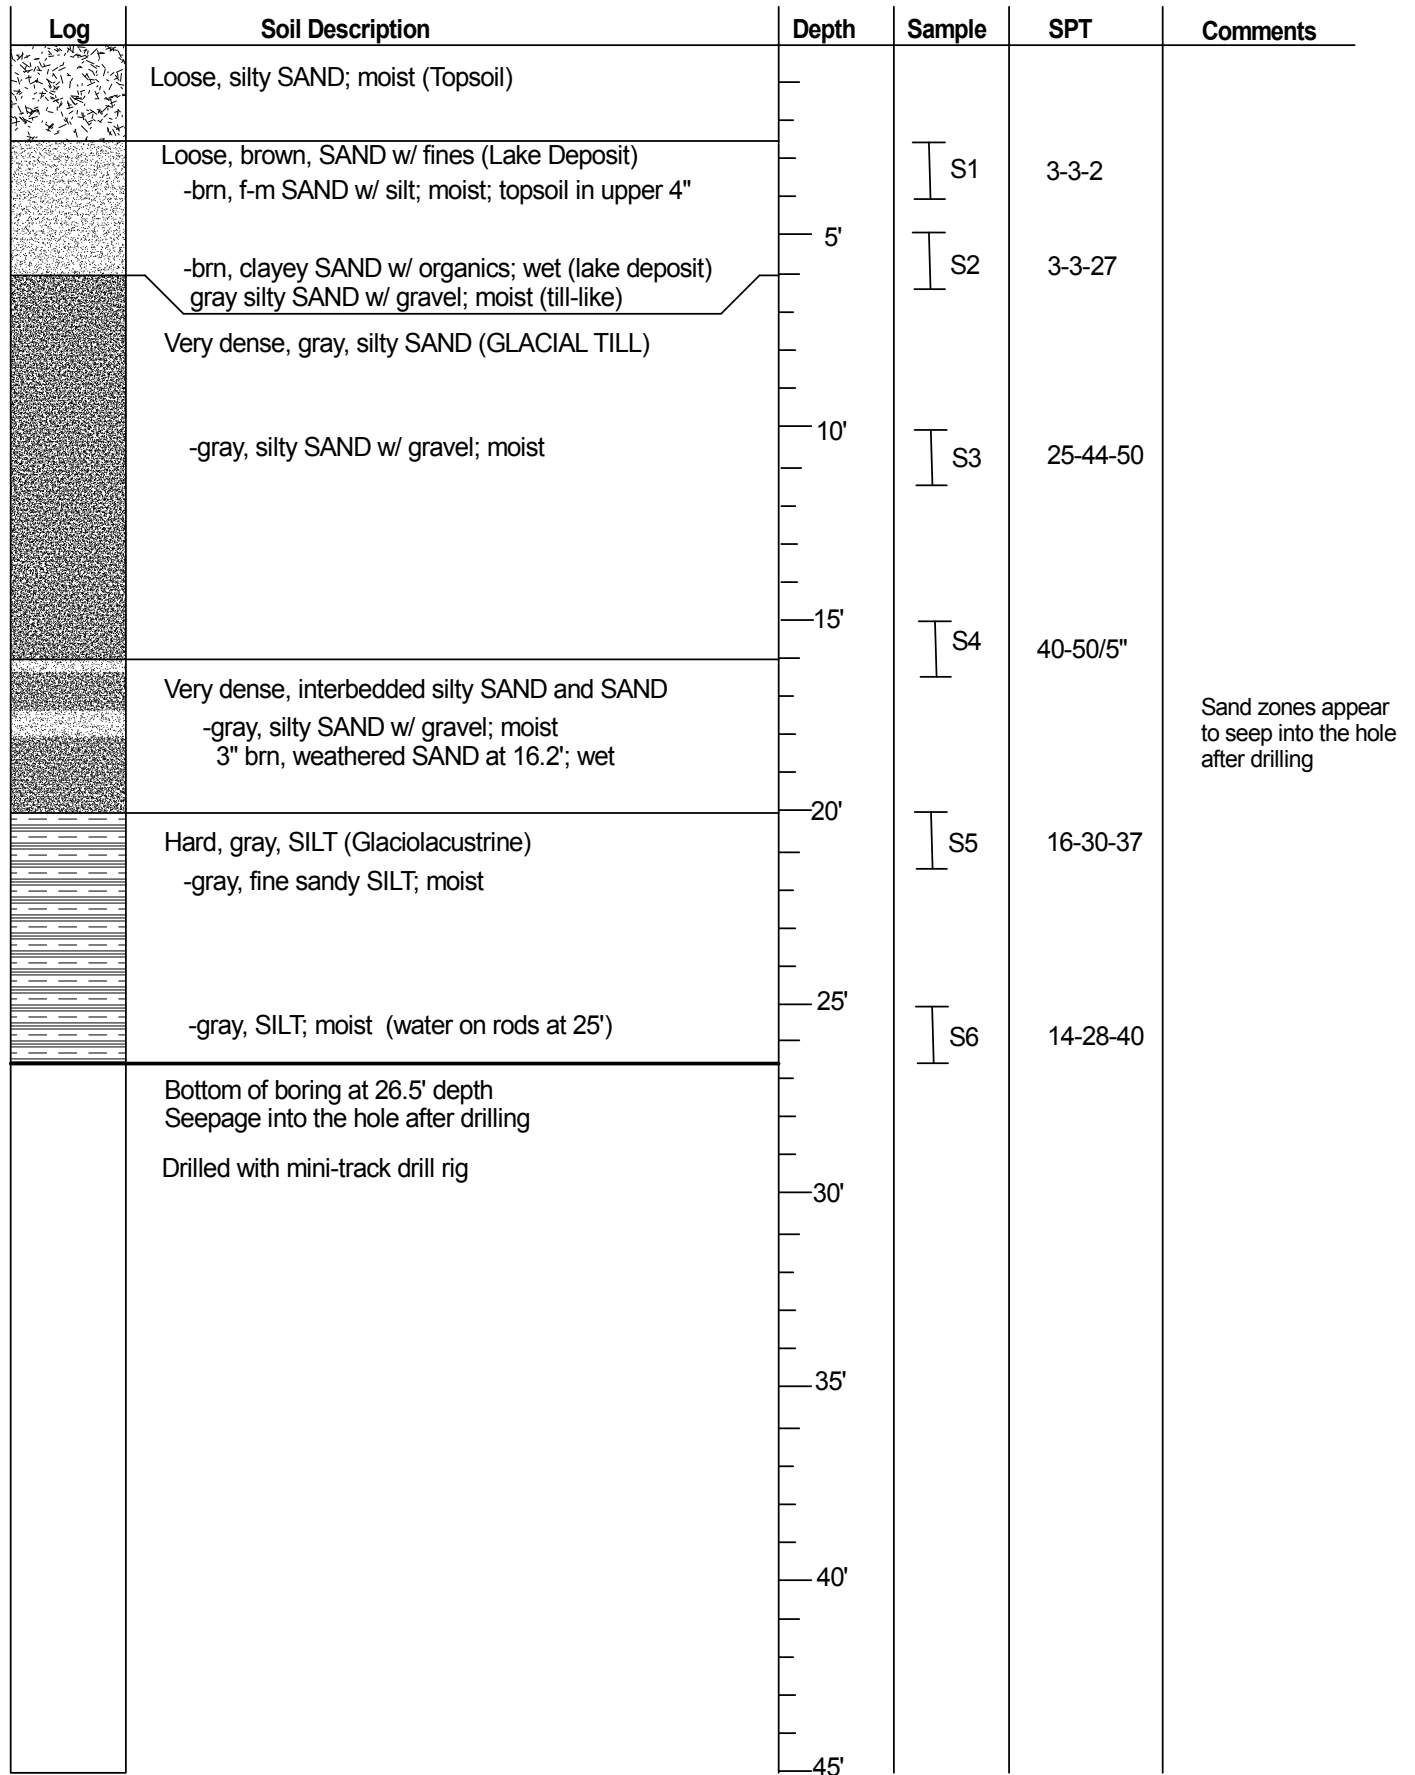 Log Soil Description Depth Sample SPT Comments
Loose, silty SAND; moist (Topsoil)
Loose, brown, SAND w/ fines (Lake Deposit)
-brn, f-m SAND w/ silt; moist; topsoil in upper 4"
S1 3-3-2
5'
-brn, clayey SAND w/ organics; wet (lake deposit)
S2 3-3-27
gray silty SAND w/ gravel; moist (till-like)
Very dense, gray, silty SAND (GLACIAL TILL)
10'
-gray, silty SAND w/ gravel; moist
S3 25-44-50
15'
S4 40-50/5"
Very dense, interbedded silty SAND and SAND
-gray, silty SAND w/ gravel; moist
3" brn, weathered SAND at 16.2'; wet
Sand zones appear
to seep into the hole
after drilling
20'
Hard, gray, SILT (Glaciolacustrine)
S5 16-30-37
-gray, fine sandy SILT; moist
25'
-gray, SILT; moist (water on rods at 25')
S6 14-28-40
Bottom of boring at 26.5' depth
Seepage into the hole after drilling
Drilled with mini-track drill rig
30'
35'
40'
45'